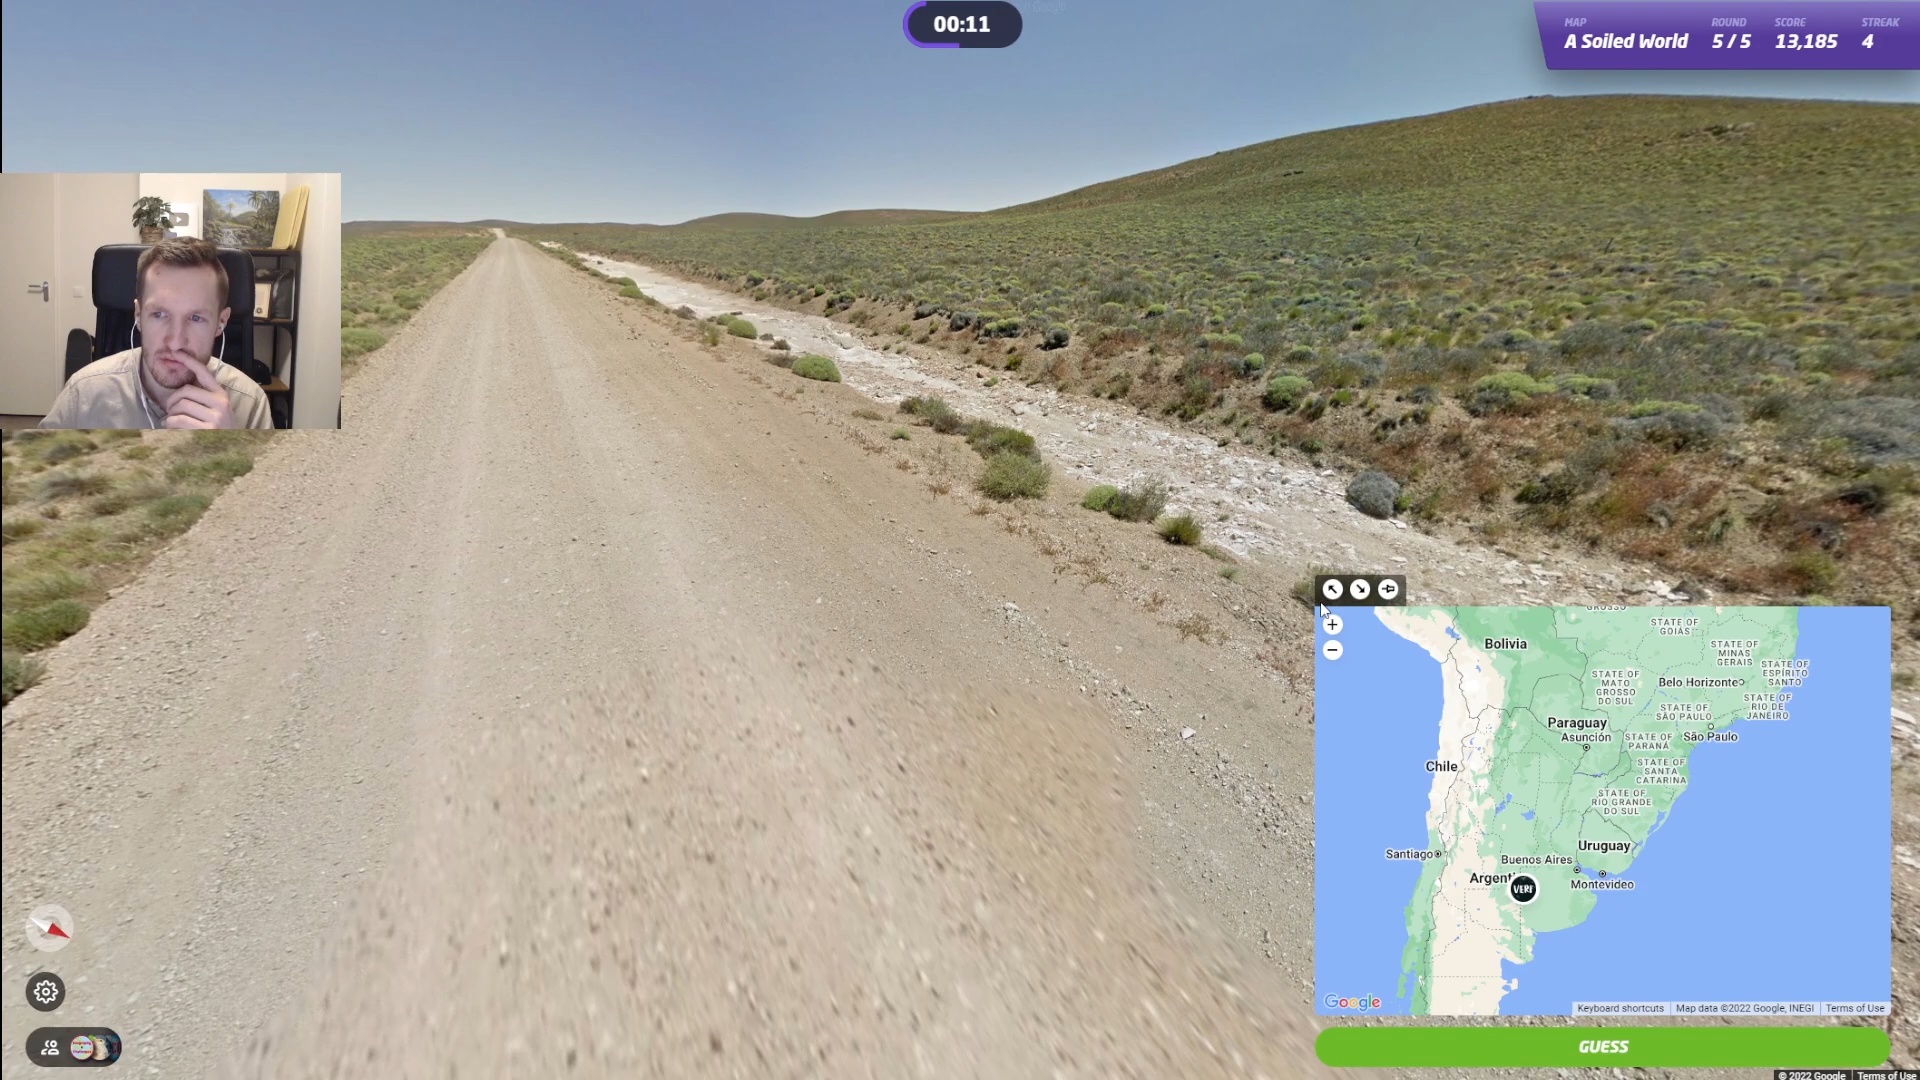 00:11
MAP
A Soiled World
ROUND
5 / 5
SCORE
13,185
STREAK
4
GROSSO
Bolivia
STATE OF
GOIÁS
STATE OF
MINAS
GERAIS
STATE OF
ESPÍRITO
SANTO
STATE OF
MATO
GROSSO
DO SUL
Belo Horizonte
STATE OF
RIO DE
JANEIRO
STATE OF
SÃO PAULO
Paraguay
Asunción
São Paulo
STATE OF
PARANÁ
Chile
STATE OF
SANTA
CATARINA
STATE OF
RIO GRANDE
DO SUL
Santiago
Uruguay
Buenos Aires
Argent
VERI
Montevideo
Google
Keyboard shortcuts
Map data ©2022 Google, INEGI
Terms of Use
GUESS
© 2022 Google
Terms of Use